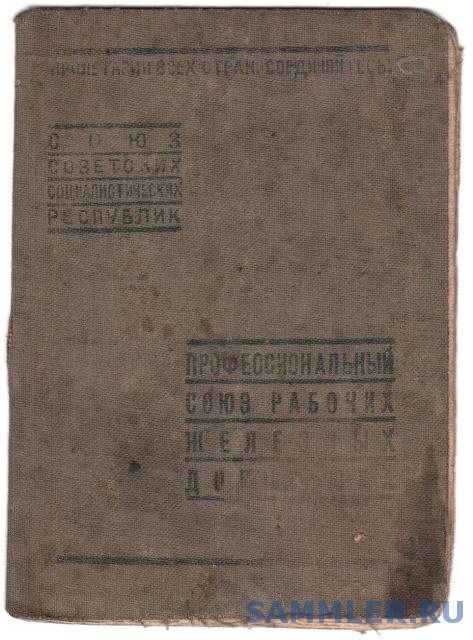 ПРОЛЕТАРИИ ВСЕХ СТРАН, СОЕДИНЯЙТЕСЬ!
СОЮЗ
СОВЕТСКИХ
СОЦИАЛИСТИЧЕСКИХ
РЕСПУБЛИК
ПРОФЕССИОНАЛЬНЫЙ
СОЮЗ РАБОЧИХ
ЖЕЛЕЗНЫХ
SAMMLER.RU